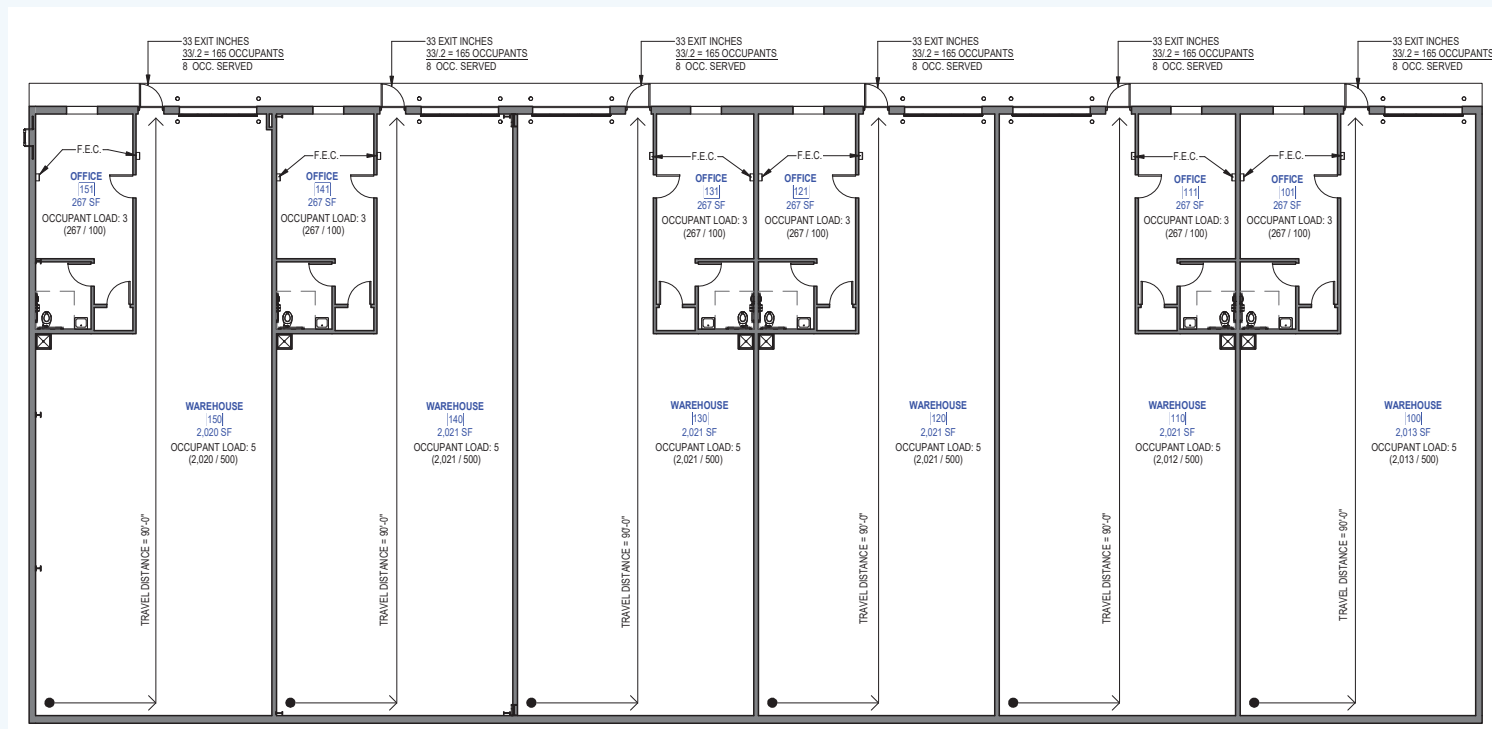 33 EXIT INCHES
33/.2 = 165 OCCUPANTS
8 OCC. SERVED
33 EXIT INCHES
33/.2 = 165 OCCUPANTS
8 OCC. SERVED
33 EXIT INCHES
33/.2 = 165 OCCUPANTS
8 OCC. SERVED
33 EXIT INCHES
33/.2 = 165 OCCUPANTS
8 OCC. SERVED
33 EXIT INCHES
33/.2 = 165 OCCUPANTS
8 OCC. SERVED
33 EXIT INCHES
33/.2 = 165 OCCUPANTS
8 OCC. SERVED
F.E.C.
OFFICE
151
267 SF
OCCUPANT LOAD: 3
(267 / 100)
F.E.C.
OFFICE
141
267 SF
OCCUPANT LOAD: 3
(267 / 100)
F.E.C.
OFFICE
131
267 SF
OCCUPANT LOAD: 3
(267 / 100)
F.E.C.
OFFICE
121
267 SF
OCCUPANT LOAD: 3
(267 / 100)
F.E.C.
OFFICE
111
267 SF
OCCUPANT LOAD: 3
(267 / 100)
F.E.C.
OFFICE
101
267 SF
OCCUPANT LOAD: 3
(267 / 100)
WAREHOUSE
150
2,020 SF
OCCUPANT LOAD: 5
(2,020 / 500)
WAREHOUSE
140
2,021 SF
OCCUPANT LOAD: 5
(2,021 / 500)
WAREHOUSE
130
2,021 SF
OCCUPANT LOAD: 5
(2,021 / 500)
WAREHOUSE
120
2,021 SF
OCCUPANT LOAD: 5
(2,021 / 500)
WAREHOUSE
110
2,021 SF
OCCUPANT LOAD: 5
(2,012 / 500)
WAREHOUSE
100
2,013 SF
OCCUPANT LOAD: 5
(2,013 / 500)
TRAVEL DISTANCE = 90'-0"
TRAVEL DISTANCE = 90'-0"
TRAVEL DISTANCE = 90'-0"
TRAVEL DISTANCE = 90'-0"
TRAVEL DISTANCE = 90'-0"
TRAVEL DISTANCE = 90'-0"